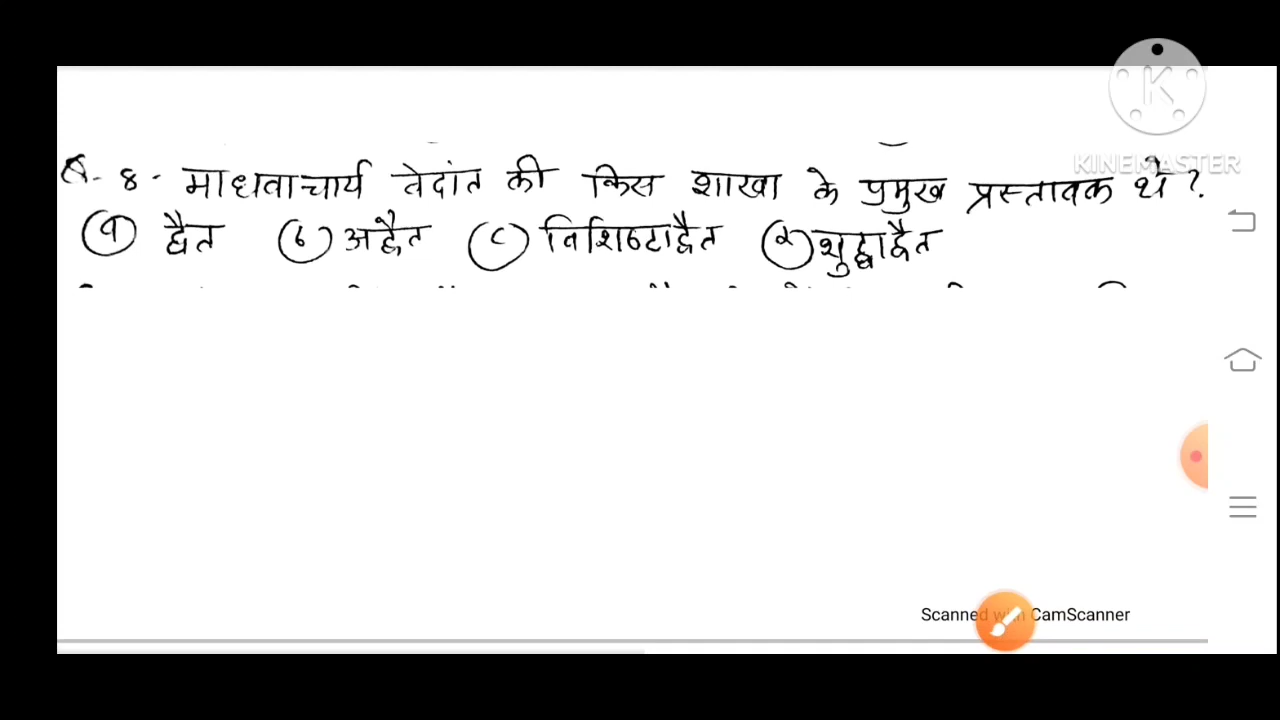 K
KINEMASTER
Q. 8. माधवाचार्य वेदांत की किस शाखा के प्रमुख प्रस्तावक थे?
(a) द्वैत (b) अद्वैत (c) विशिष्टाद्वैत (d) शुद्धाद्वैत
Scanned with CamScanner